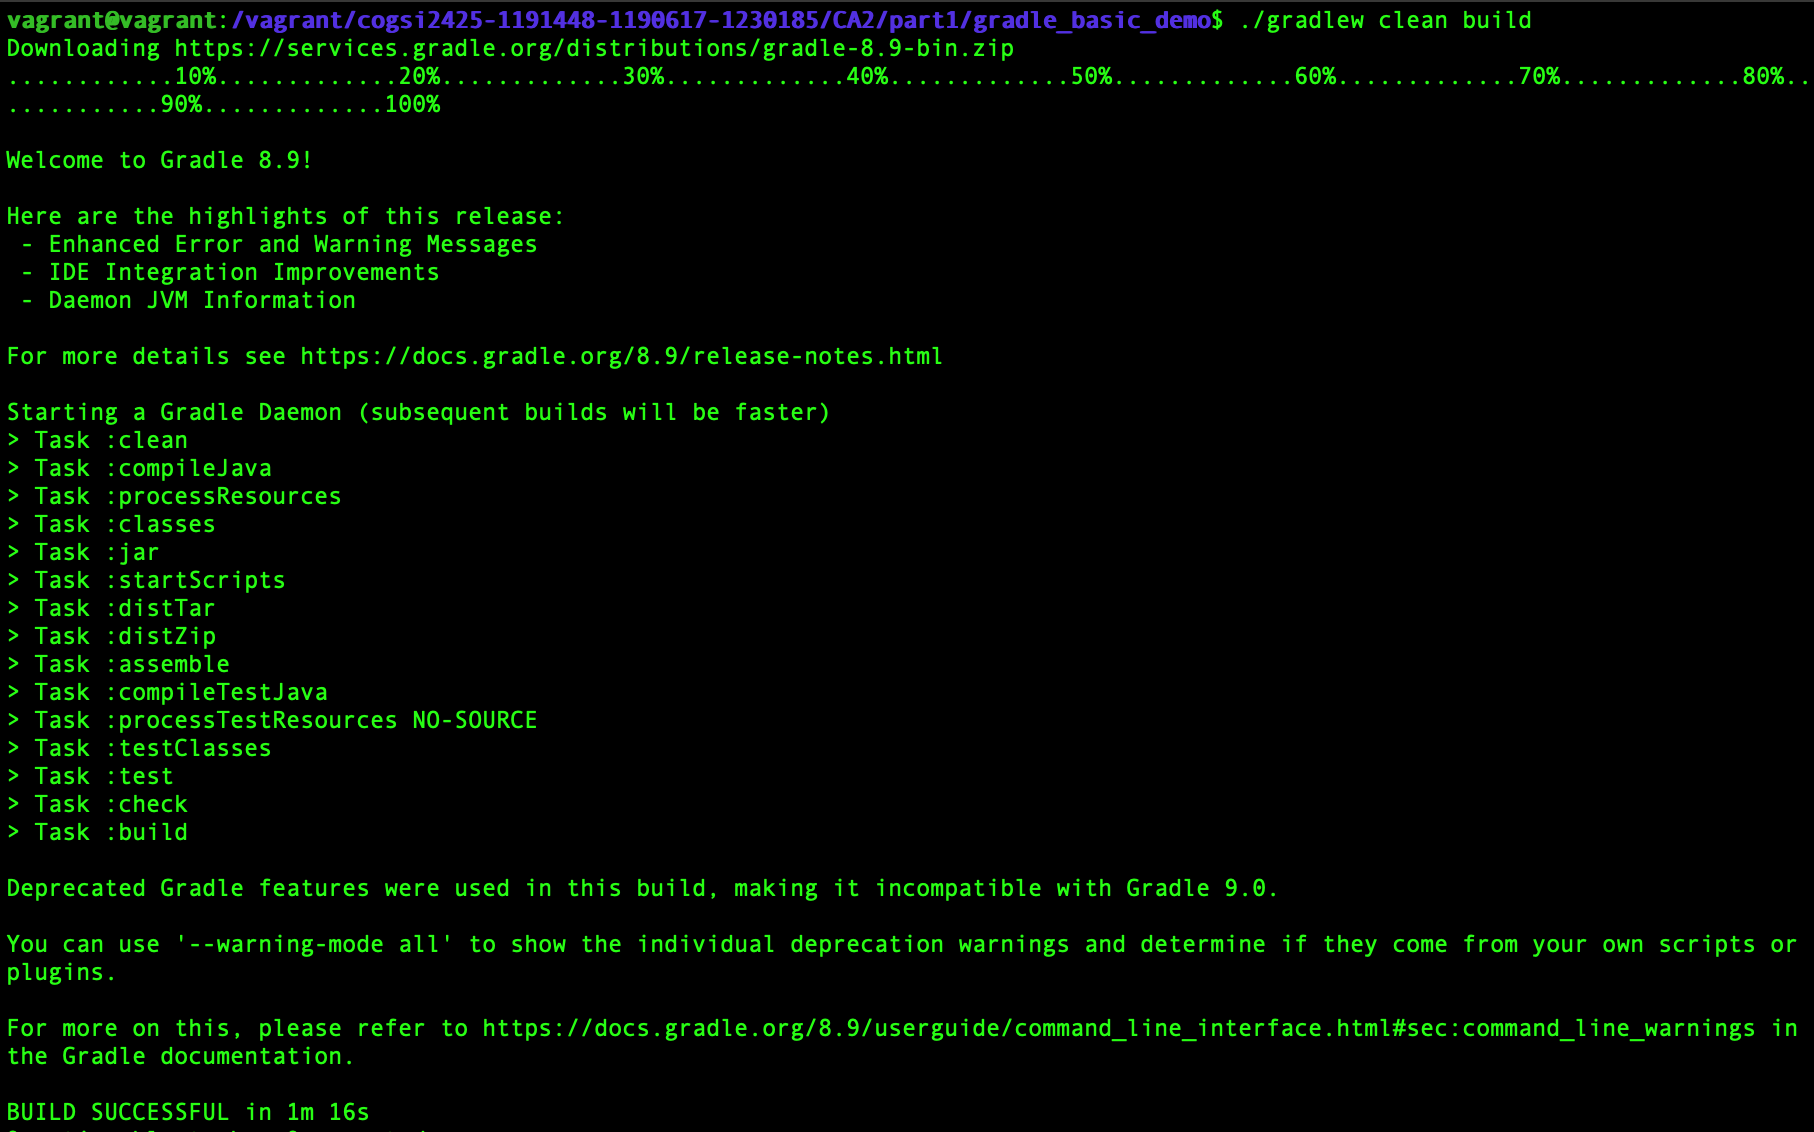 vagrant@vagrant:/vagrant/cogsi2425-1191448-1190617-1230185/CA2/part1/gradle_basic_demo$ ./gradlew clean build
Downloading https://services.gradle.org/distributions/gradle-8.9-bin.zip
............10%.............20%.............30%.............40%.............50%.............60%.............70%.............80%..
...........90%.............100%

Welcome to Gradle 8.9!

Here are the highlights of this release:
 - Enhanced Error and Warning Messages
 - IDE Integration Improvements
 - Daemon JVM Information

For more details see https://docs.gradle.org/8.9/release-notes.html

Starting a Gradle Daemon (subsequent builds will be faster)
> Task :clean
> Task :compileJava
> Task :processResources
> Task :classes
> Task :jar
> Task :startScripts
> Task :distTar
> Task :distZip
> Task :assemble
> Task :compileTestJava
> Task :processTestResources NO-SOURCE
> Task :testClasses
> Task :test
> Task :check
> Task :build

Deprecated Gradle features were used in this build, making it incompatible with Gradle 9.0.

You can use '--warning-mode all' to show the individual deprecation warnings and determine if they come from your own scripts or
plugins.

For more on this, please refer to https://docs.gradle.org/8.9/userguide/command_line_interface.html#sec:command_line_warnings in
the Gradle documentation.

BUILD SUCCESSFUL in 1m 16s